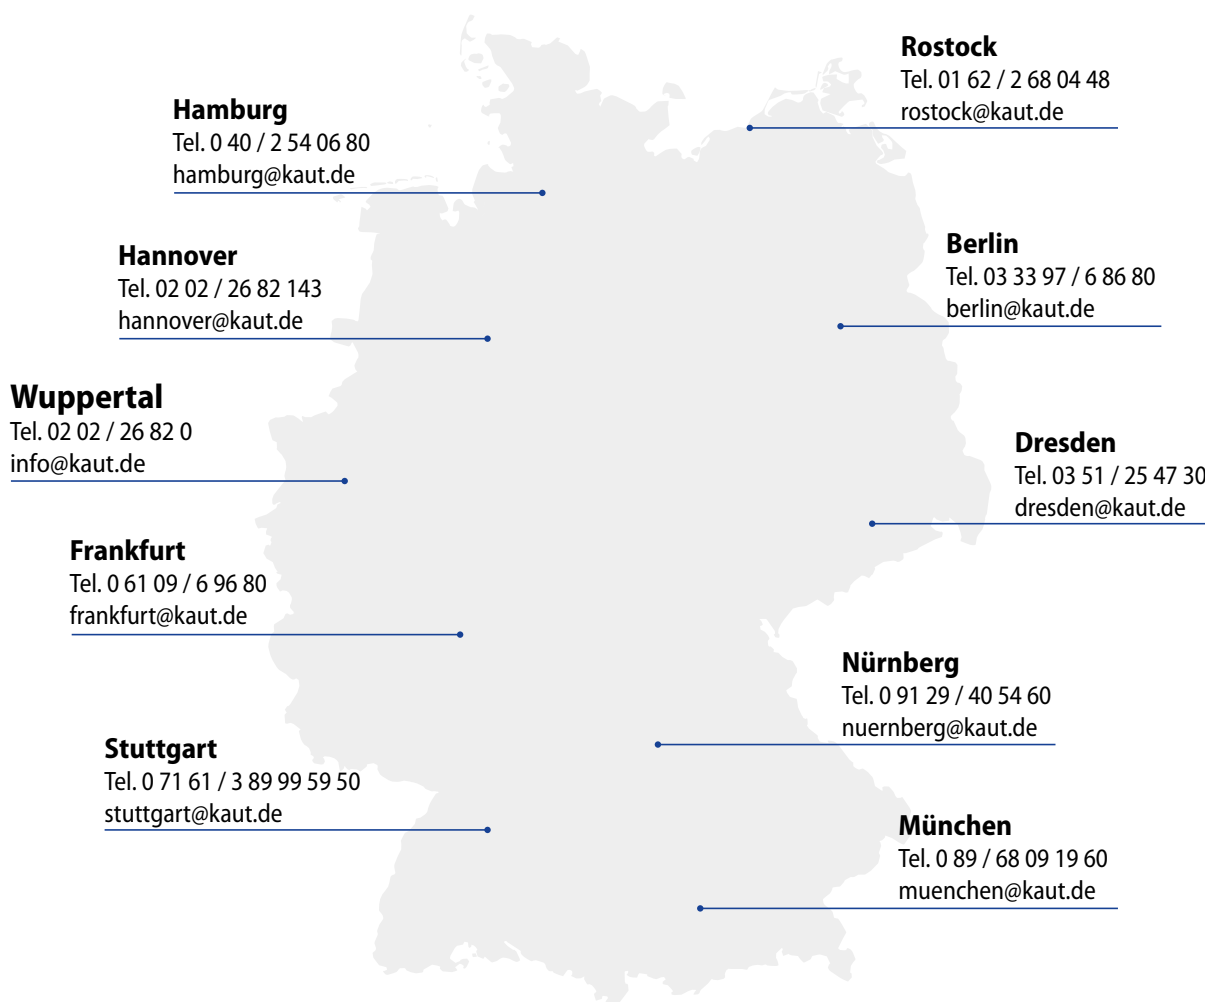 Rostock
Tel. 01 62 / 2 68 04 48
rostock@kaut.de
Hamburg
Tel. 0 40 / 2 54 06 80
hamburg@kaut.de
Berlin
Tel. 03 33 97 / 6 86 80
berlin@kaut.de
Hannover
Tel. 02 02 / 26 82 143
hannover@kaut.de
Wuppertal
Tel. 02 02 / 26 82 0
info@kaut.de
Dresden
Tel. 03 51 / 25 47 30
dresden@kaut.de
Frankfurt
Tel. 0 61 09 / 6 96 80
frankfurt@kaut.de
Nürnberg
Tel. 0 91 29 / 40 54 60
nuernberg@kaut.de
Stuttgart
Tel. 0 71 61 / 3 89 99 59 50
stuttgart@kaut.de
München
Tel. 0 89 / 68 09 19 60
muenchen@kaut.de